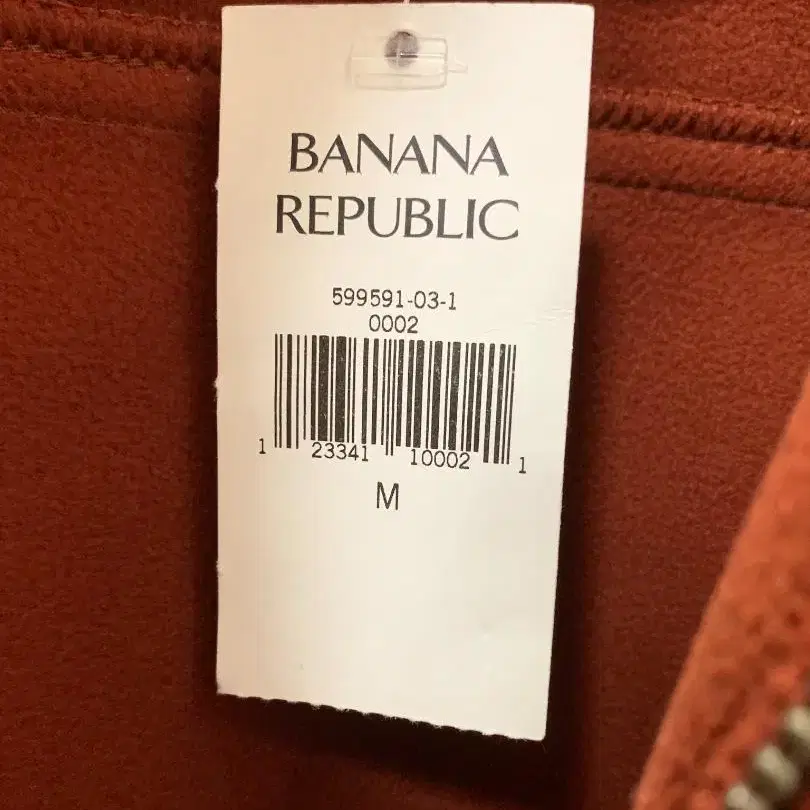 BANANA
REPUBLIC
599591-03-1
0002
1 23341 10002 1
M